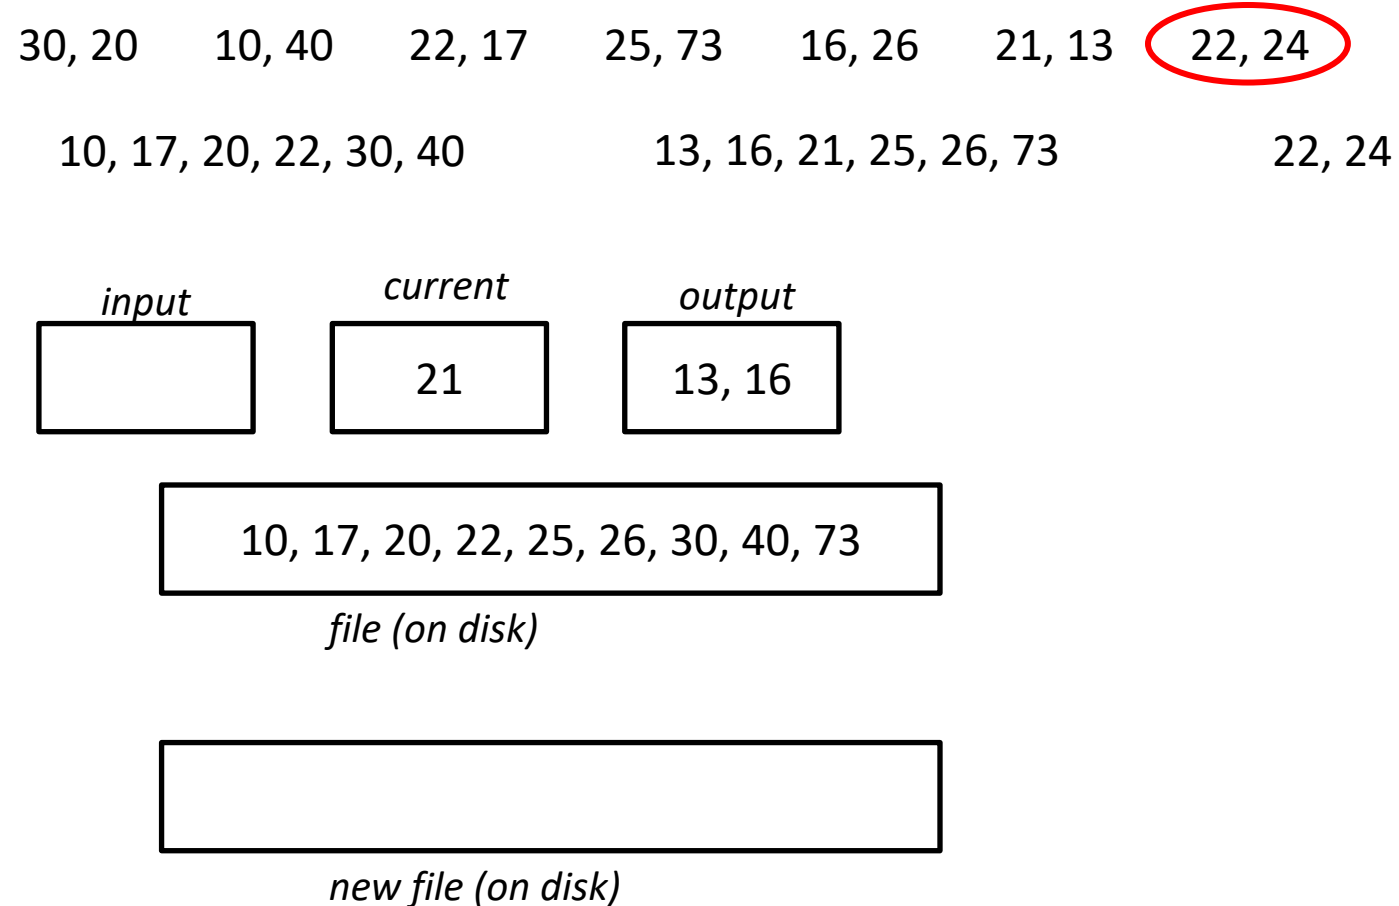 30, 20 10, 40 22, 17 25, 73 16, 26 21, 13 22, 24
10, 17, 20, 22, 30, 40 13, 16, 21, 25, 26, 73 22, 24
input current output
21 13, 16
10, 17, 20, 22, 25, 26, 30, 40, 73
file (on disk)
new file (on disk)